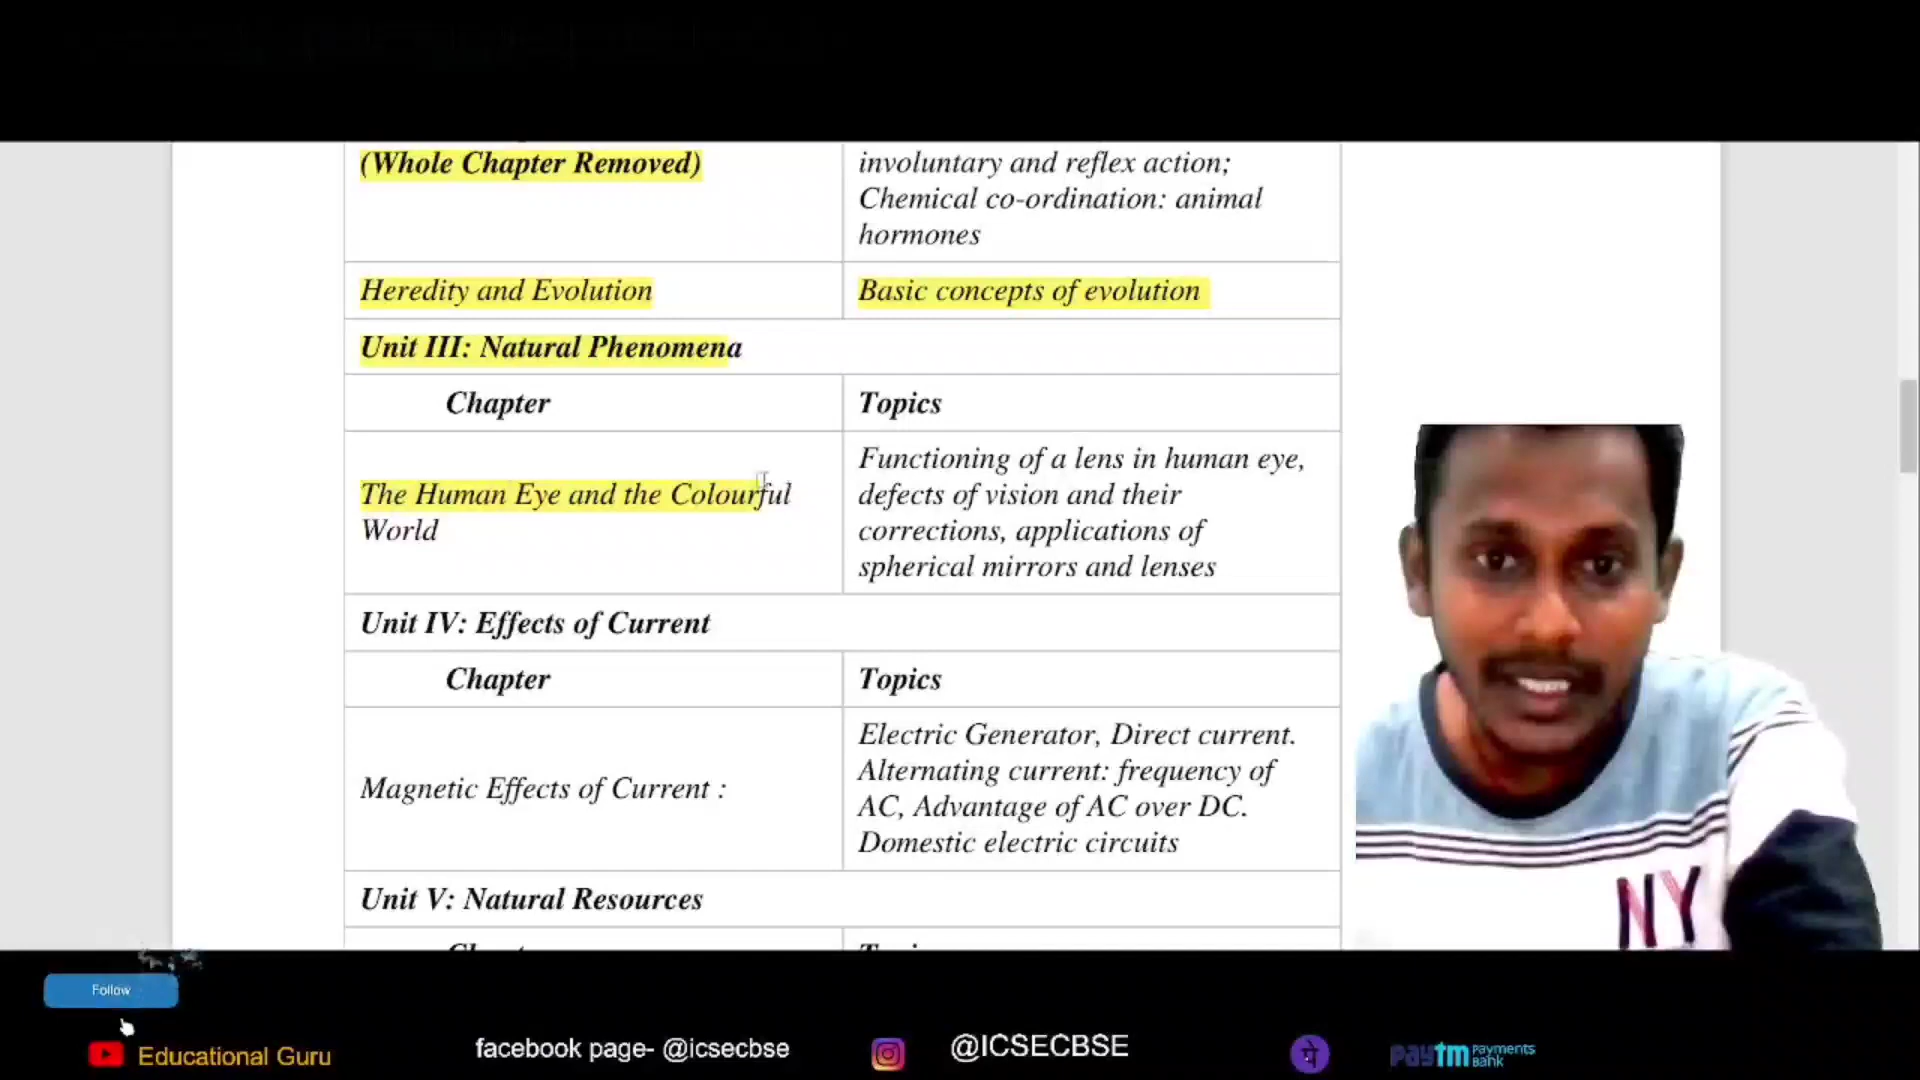 (Whole Chapter Removed)
involuntary and reflex action;
Chemical co-ordination: animal
hormones
Heredity and Evolution
Basic concepts of evolution
Unit III: Natural Phenomena
Chapter
Topics
The Human Eye and the Colourful
World
Functioning of a lens in human eye,
defects of vision and their
corrections, applications of
spherical mirrors and lenses
Unit IV: Effects of Current
Chapter
Topics
Magnetic Effects of Current :
Electric Generator, Direct current.
Alternating current: frequency of
AC, Advantage of AC over DC.
Domestic electric circuits
Unit V: Natural Resources
NY
Follow
Educational Guru
facebook page- @icsecbse
@ICSECBSE
पे
paytm Payments
Bank